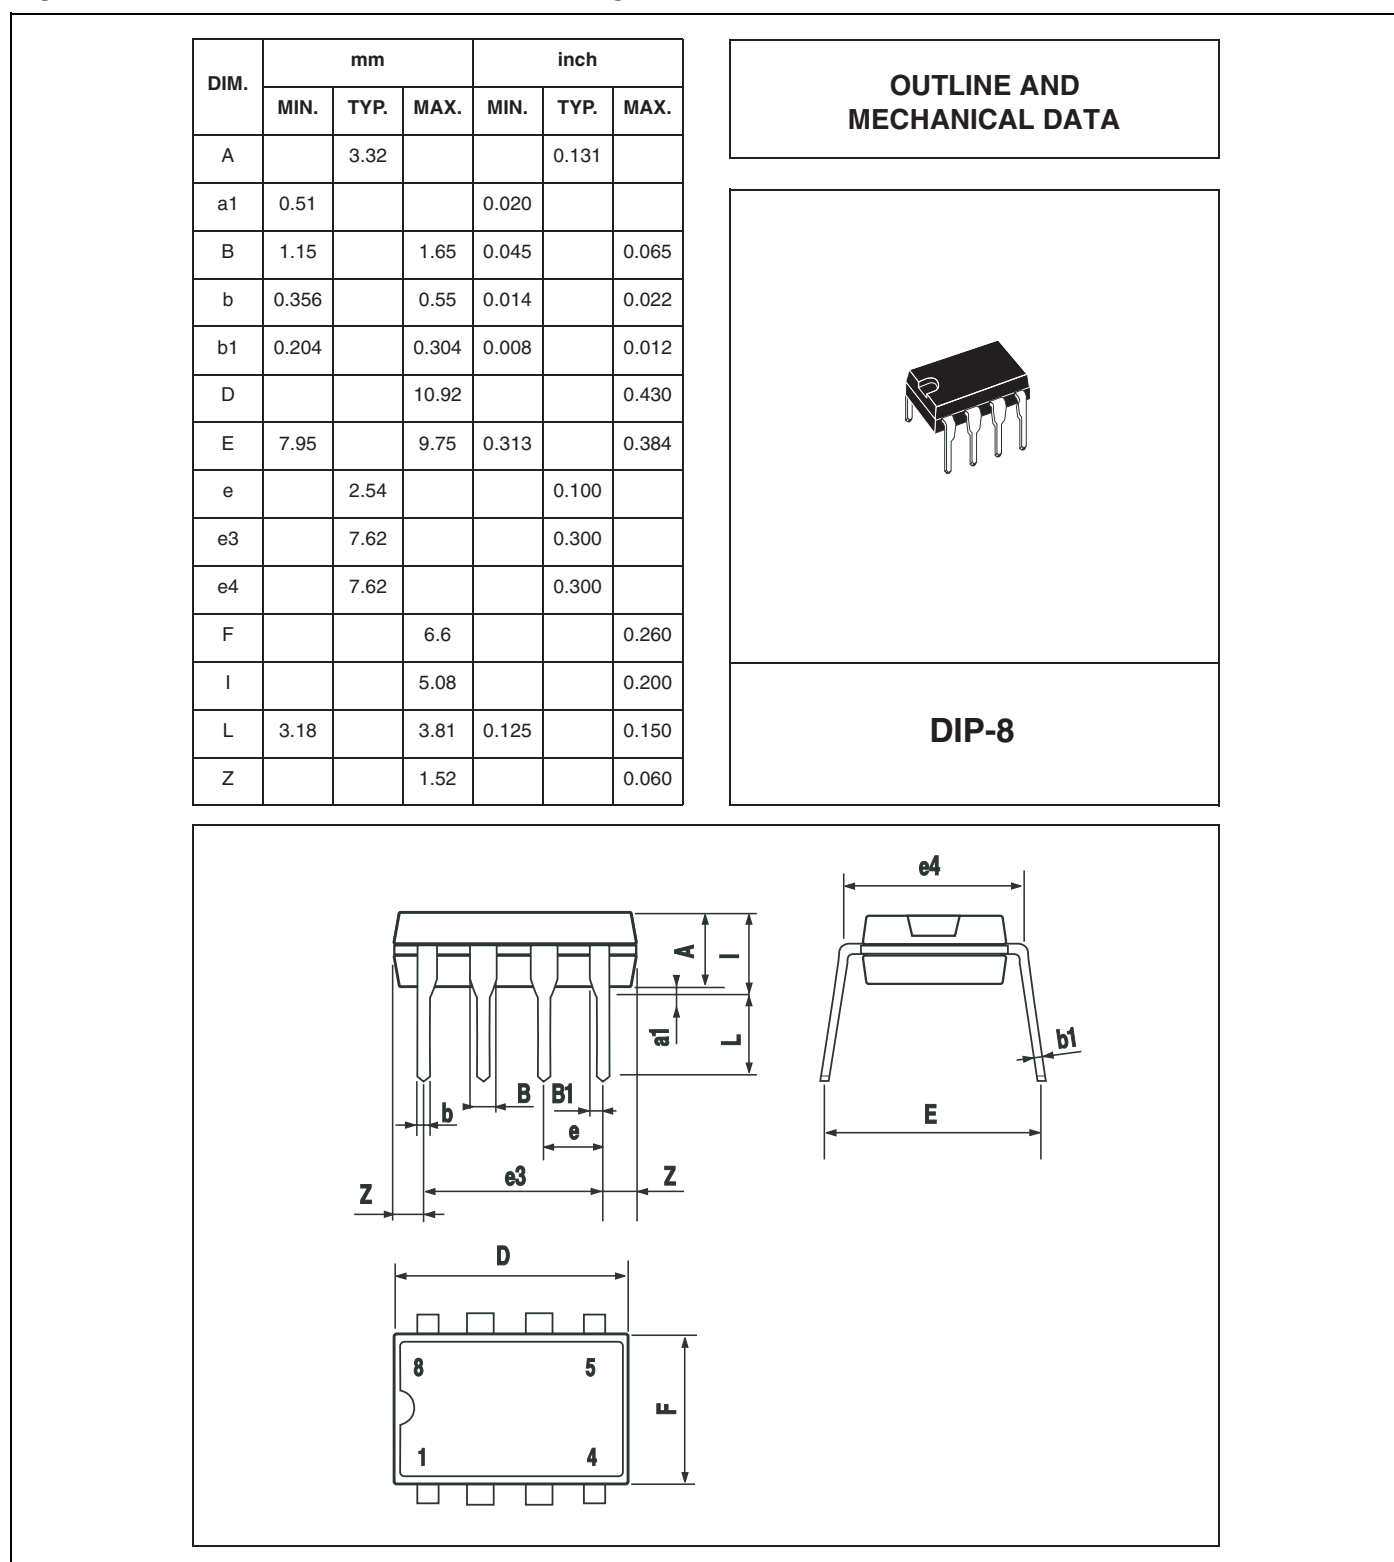 DIM. mm inch
MIN. TYP. MAX. MIN. TYP. MAX.
A 3.32 0.131
a1 0.51 0.020
B 1.15 1.65 0.045 0.065
b 0.356 0.55 0.014 0.022
b1 0.204 0.304 0.008 0.012
D 10.92 0.430
E 7.95 9.75 0.313 0.384
e 2.54 0.100
e3 7.62 0.300
e4 7.62 0.300
F 6.6 0.260
I 5.08 0.200
L 3.18 3.81 0.125 0.150
Z 1.52 0.060
OUTLINE AND
MECHANICAL DATA
DIP-8
e4
A I
a1 L
b1
b B B1
e
E
e3
Z Z
D
8 5
F
1 4